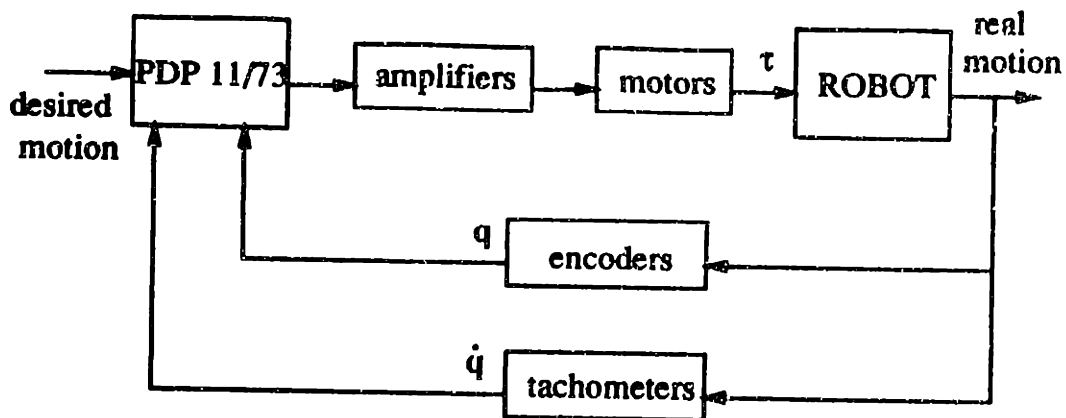 real
motion
PDP 11/73
amplifiers
motors
τ
ROBOT
desired
motion
q
encoders
q̇
tachometers